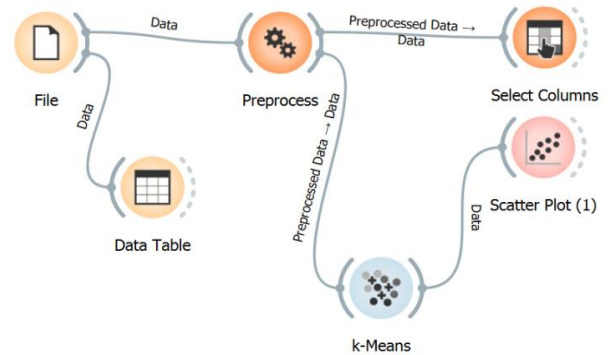 Data
Preprocessed Data →
Data
File
Preprocess
Select Columns
Data
Preprocessed Data → Data
Data
Scatter Plot (1)
Data Table
k-Means